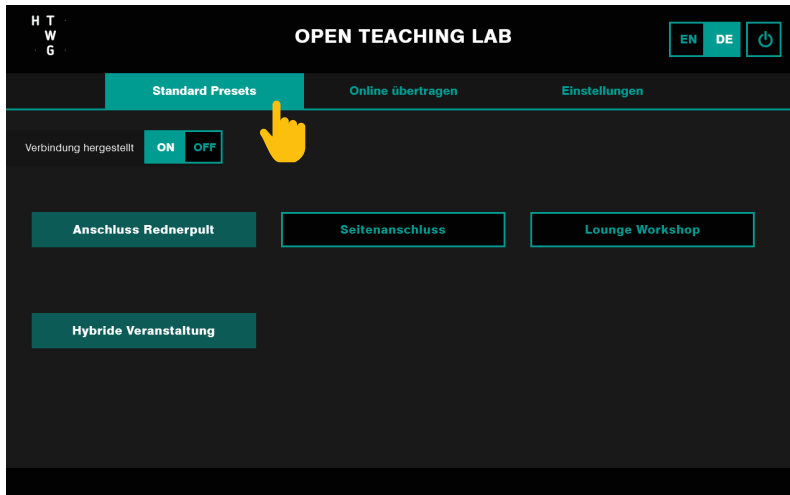 H T
W
G
OPEN TEACHING LAB
EN DE
Standard Presets Online übertragen Einstellungen
Verbindung hergestellt ON OFF
Anschluss Rednerpult Seitenanschluss Lounge Workshop
Hybride Veranstaltung